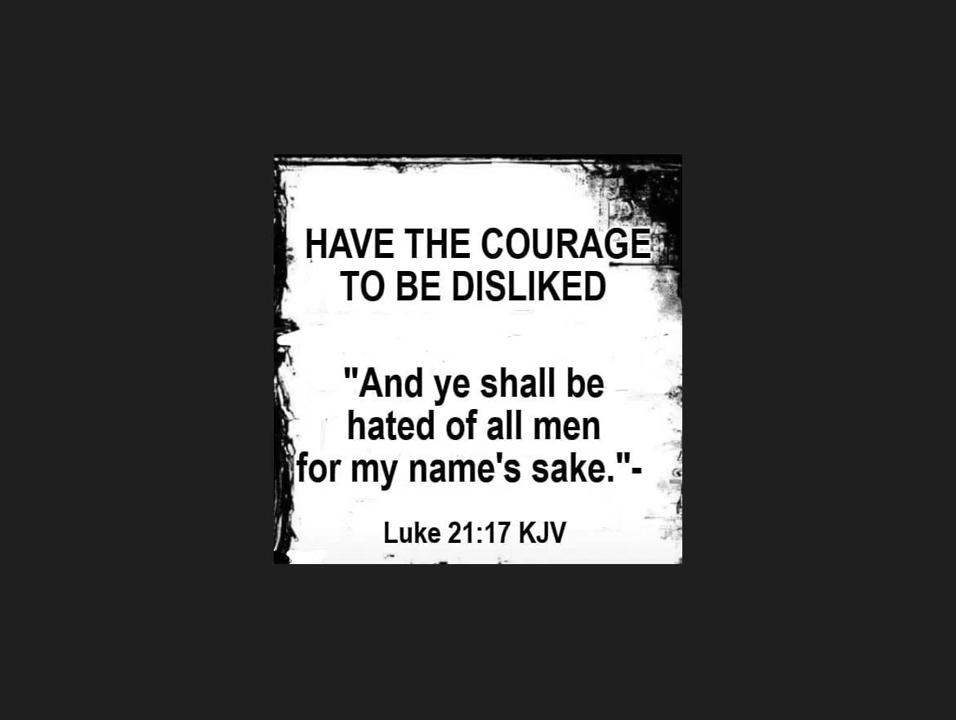 HAVE THE COURAGE
TO BE DISLIKED
"And ye shall be
hated of all men
for my name's sake."-
Luke 21:17 KJV